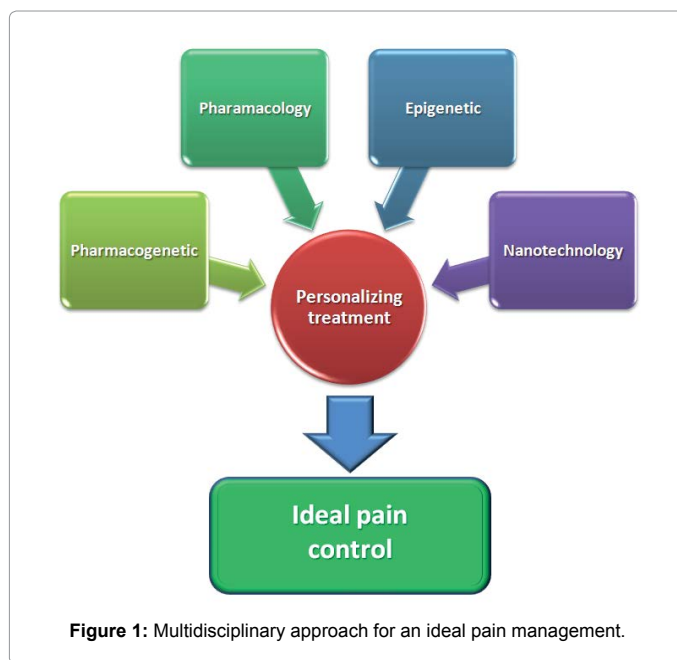 Pharamacology
Epigenetic
Pharmacogenetic
Nanotechnology
Personalizing
treatment
Ideal pain
control
Figure 1: Multidisciplinary approach for an ideal pain management.